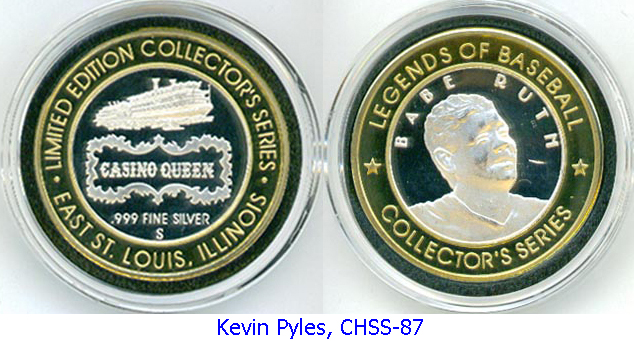 LIMITED EDITION COLLECTOR'S SERIES
CASINO QUEEN
.999 FINE SILVER
S
• EAST ST. LOUIS, ILLINOIS •
LEGENDS OF BASEBALL
BABE RUTH
COLLECTOR'S SERIES
Kevin Pyles, CHSS-87